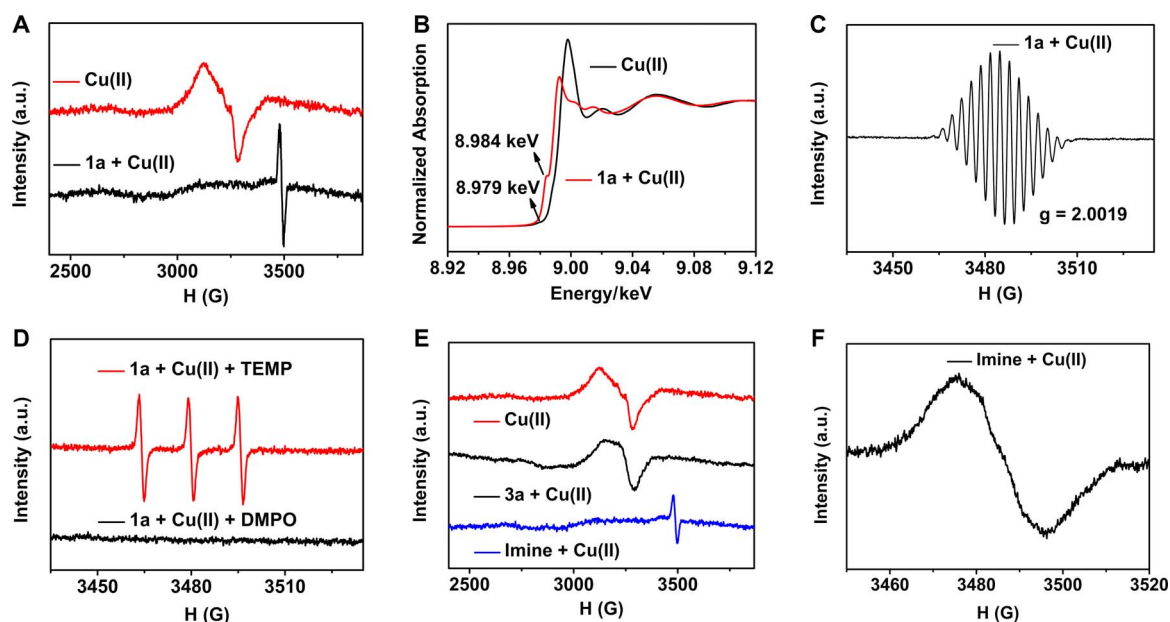 A
Intensity (a.u.)
Cu(II)
1a + Cu(II)
2500 3000 3500
H (G)
B
Normalized Absorption
Cu(II)
8.984 keV
8.979 keV
1a + Cu(II)
8.92 8.96 9.00 9.04 9.08 9.12
Energy/keV
C
Intensity (a.u.)
1a + Cu(II)
g = 2.0019
3450 3480 3510
H (G)
D
Intensity (a.u.)
1a + Cu(II) + TEMP
1a + Cu(II) + DMPO
3450 3480 3510
H (G)
E
Intensity (a.u.)
Cu(II)
3a + Cu(II)
Imine + Cu(II)
2500 3000 3500
H (G)
F
Intensity (a.u.)
Imine + Cu(II)
3460 3480 3500 3520
H (G)